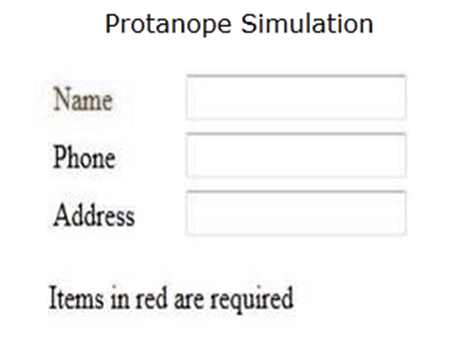 Protanope Simulation
Name
Phone
Address
Items in red are required